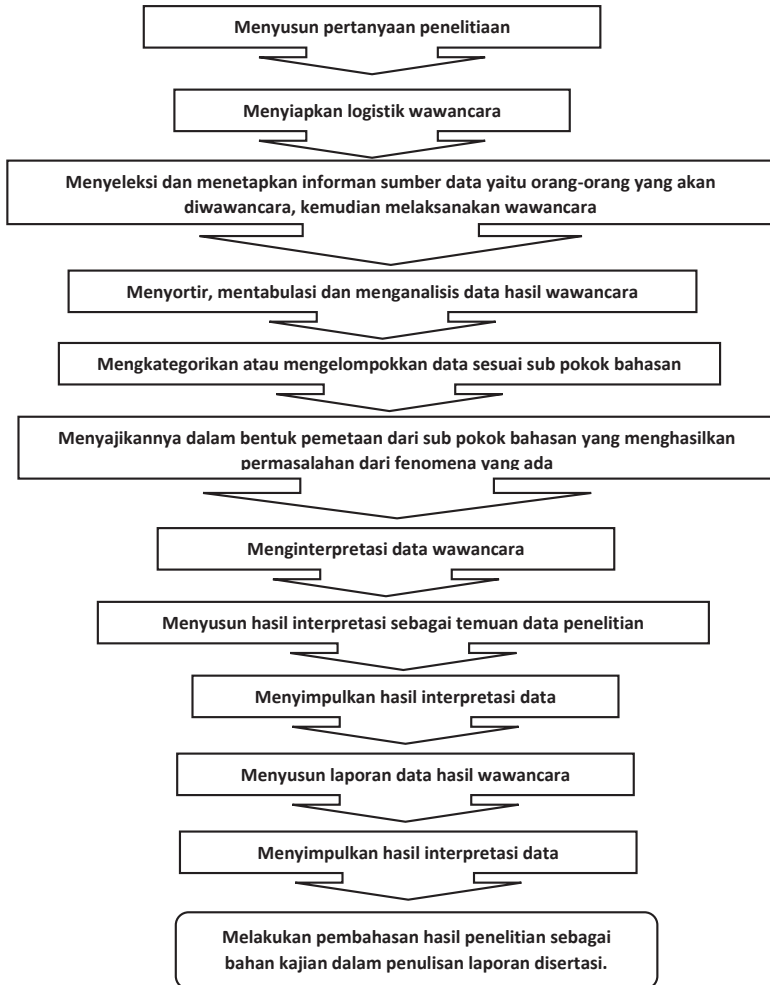 Menyusun pertanyaan penelitiaan
Menyiapkan logistik wawancara
Menyeleksi dan menetapkan informan sumber data yaitu orang-orang yang akan
diwawancara, kemudian melaksanakan wawancara
Menyortir, mentabulasi dan menganalisis data hasil wawancara
Mengkategorikan atau mengelompokkan data sesuai sub pokok bahasan
Menyajikannya dalam bentuk pemetaan dari sub pokok bahasan yang menghasilkan
permasalahan dari fenomena yang ada
Menginterpretasi data wawancara
Menyusun hasil interpretasi sebagai temuan data penelitian
Menyimpulkan hasil interpretasi data
Menyusun laporan data hasil wawancara
Menyimpulkan hasil interpretasi data
Melakukan pembahasan hasil penelitian sebagai
bahan kajian dalam penulisan laporan disertasi.